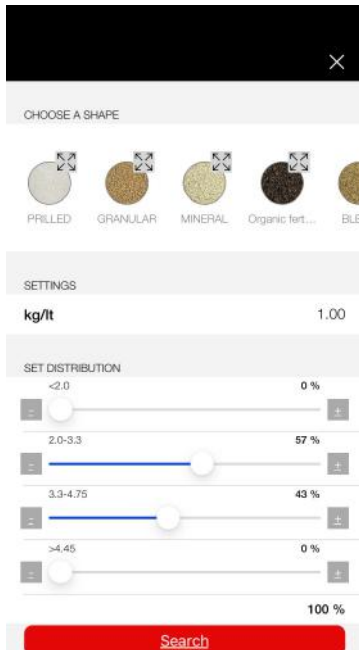 CHOOSE A SHAPE
PRILLED GRANULAR MINERAL Organic fert... BLE
SETTINGS
kg/lt 1.00
SET DISTRIBUTION
<2.0 0 %
- +
2.0-3.3 57 %
- +
3.3-4.75 43 %
- +
>4.45 0 %
- +
100 %
Search